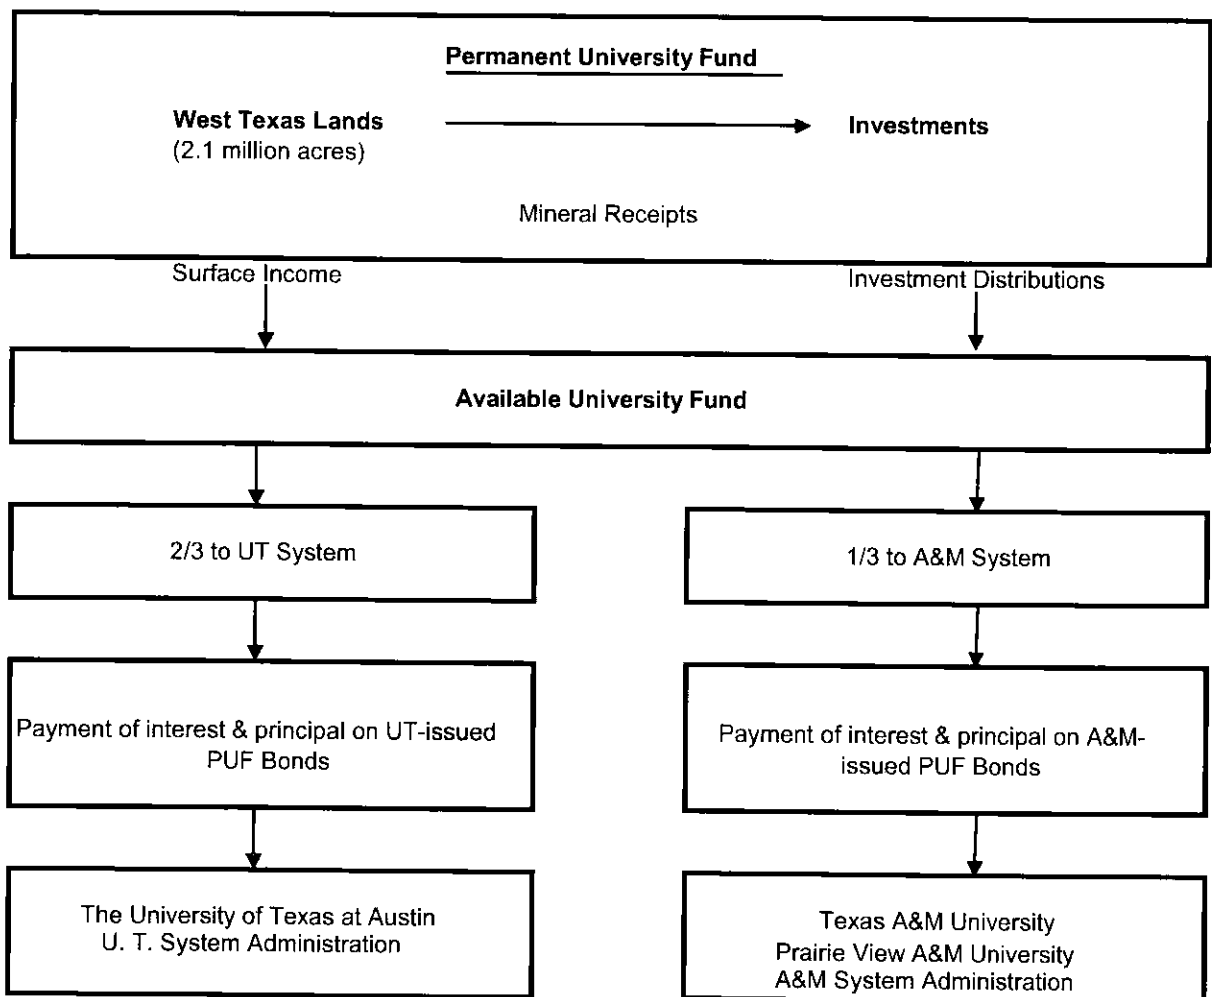 Permanent University Fund
West Texas Lands
(2.1 million acres)
Investments
Mineral Receipts
Surface Income
Investment Distributions
Available University Fund
2/3 to UT System
1/3 to A&M System
Payment of interest & principal on UT-issued
PUF Bonds
Payment of interest & principal on A&M-
issued PUF Bonds
The University of Texas at Austin
U. T. System Administration
Texas A&M University
Prairie View A&M University
A&M System Administration